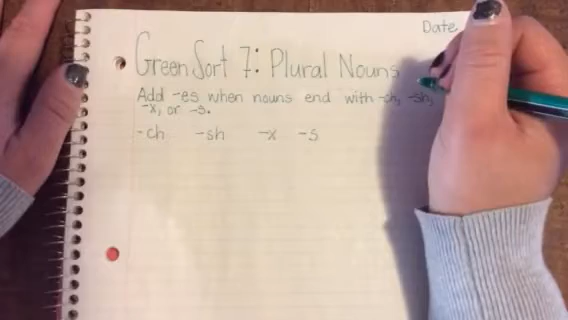 Date
Green Sort 7: Plural Nouns
Add -es when nouns end with -ch, -sh,
-x, or -s.
-ch -sh -x -s